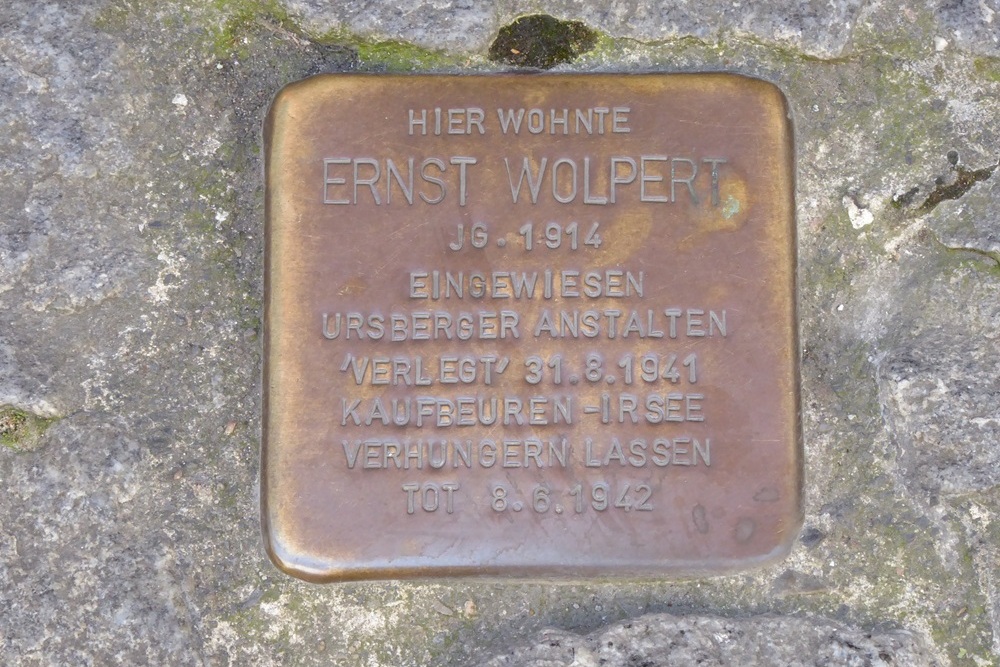 HIER WOHNTE
ERNST WOLPERT
JG. 1914
EINGEWIESEN
URSBERGER ANSTALTEN
'VERLEGT' 31.8.1941
KAUFBEUREN-IRSEE
VERHUNGERN LASSEN
TOT 8.6.1942